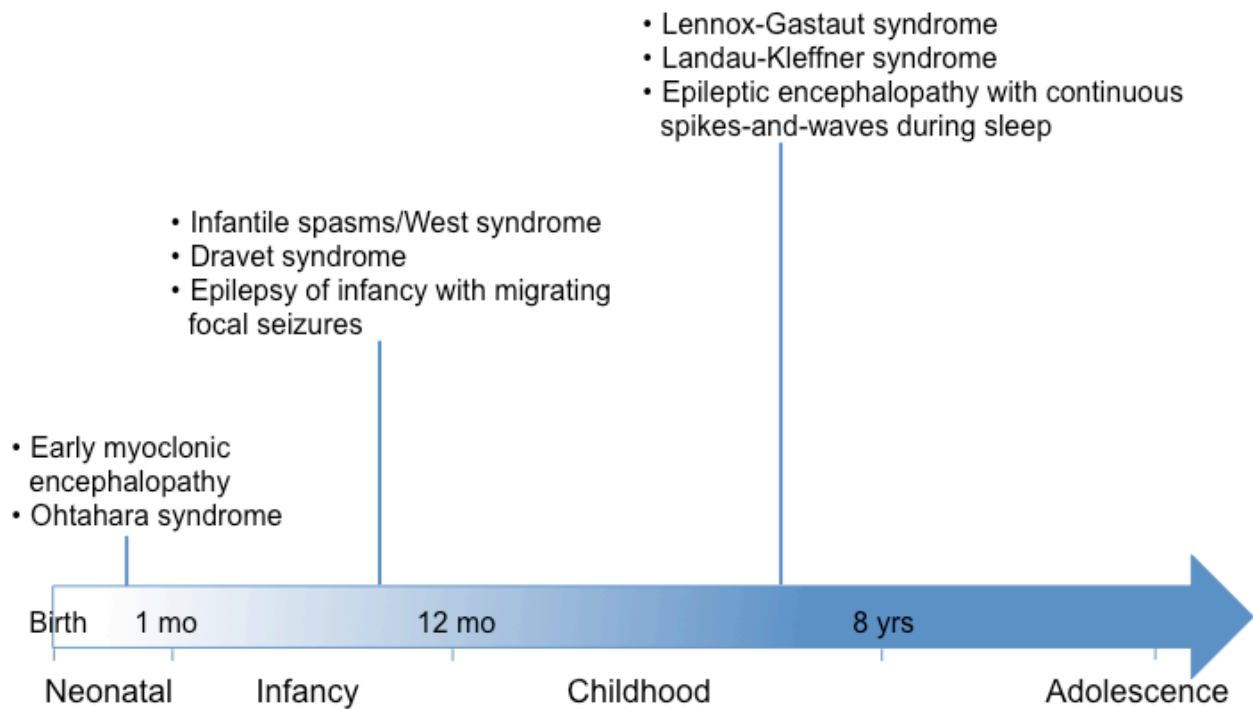 • Lennox-Gastaut syndrome
• Landau-Kleffner syndrome
• Epileptic encephalopathy with continuous
spikes-and-waves during sleep
• Infantile spasms/West syndrome
• Dravet syndrome
• Epilepsy of infancy with migrating
focal seizures
• Early myoclonic
encephalopathy
• Ohtahara syndrome
Birth 1 mo 12 mo 8 yrs
Neonatal Infancy Childhood Adolescence